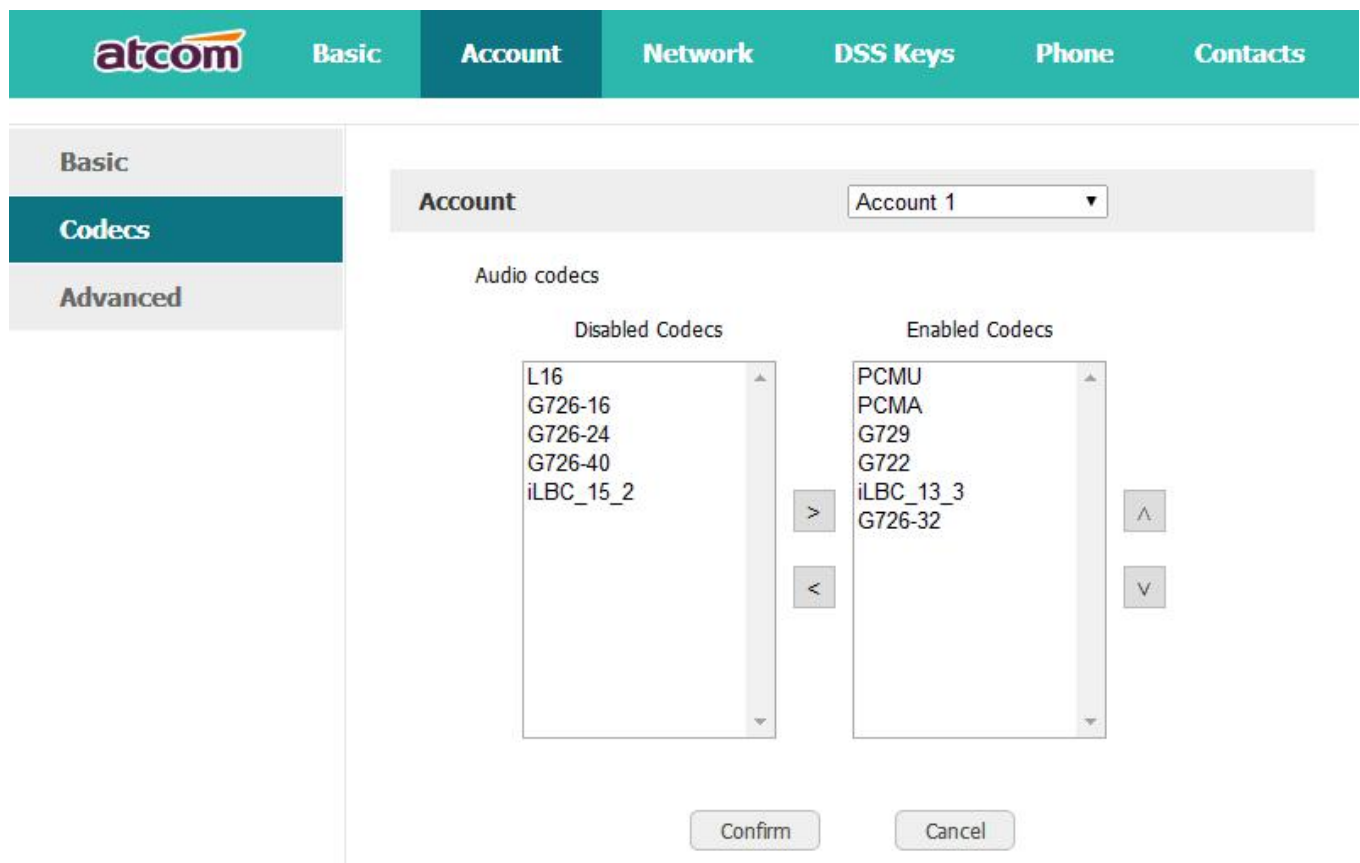 atcom Basic Account Network DSS Keys Phone Contacts
Basic
Codecs
Advanced
Account Account 1 ▼
Audio codecs
Disabled Codecs Enabled Codecs
L16
G726-16
G726-24
G726-40
iLBC_15_2
PCMU
PCMA
G729
G722
iLBC_13_3
G726-32
>
<
∧
∨
Confirm Cancel